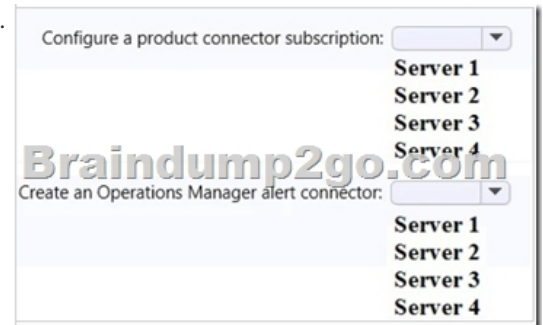 .
Configure a product connector subscription:
Server 1
Server 2
Server 3
Server 4
Braindump2go.com
Create an Operations Manager alert connector:
Server 1
Server 2
Server 3
Server 4